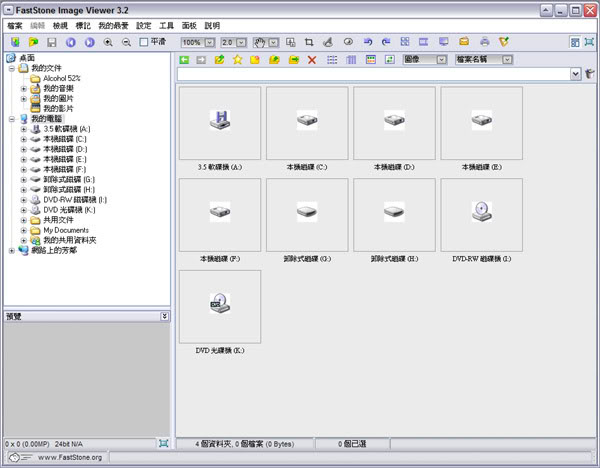 FastStone Image Viewer 3.2
檔案 編輯 檢視 標記 我的最愛 設定 工具 面板 說明
平滑 100% 2.0
桌面
我的文件
Alcohol 52%
我的音樂
我的圖片
我的影片
我的電腦
3.5 軟碟機 (A:)
本機磁碟 (C:)
本機磁碟 (D:)
本機磁碟 (E:)
本機磁碟 (F:)
卸除式磁碟 (G:)
卸除式磁碟 (H:)
DVD-RW 磁碟機 (I:)
DVD 光碟機 (K:)
共用文件
My Documents
我的共用資料夾
網路上的芳鄰
預覽
0 x 0 (0.00MP) 24bit N/A
www.FastStone.org
圖像 檔案名稱
3.5 軟碟機 (A:) 本機磁碟 (C:) 本機磁碟 (D:) 本機磁碟 (E:)
本機磁碟 (F:) 卸除式磁碟 (G:) 卸除式磁碟 (H:) DVD-RW 磁碟機 (I:)
DVD 光碟機 (K:)
4 個資料夾, 0 個檔案 (0 Bytes) 0 個已選